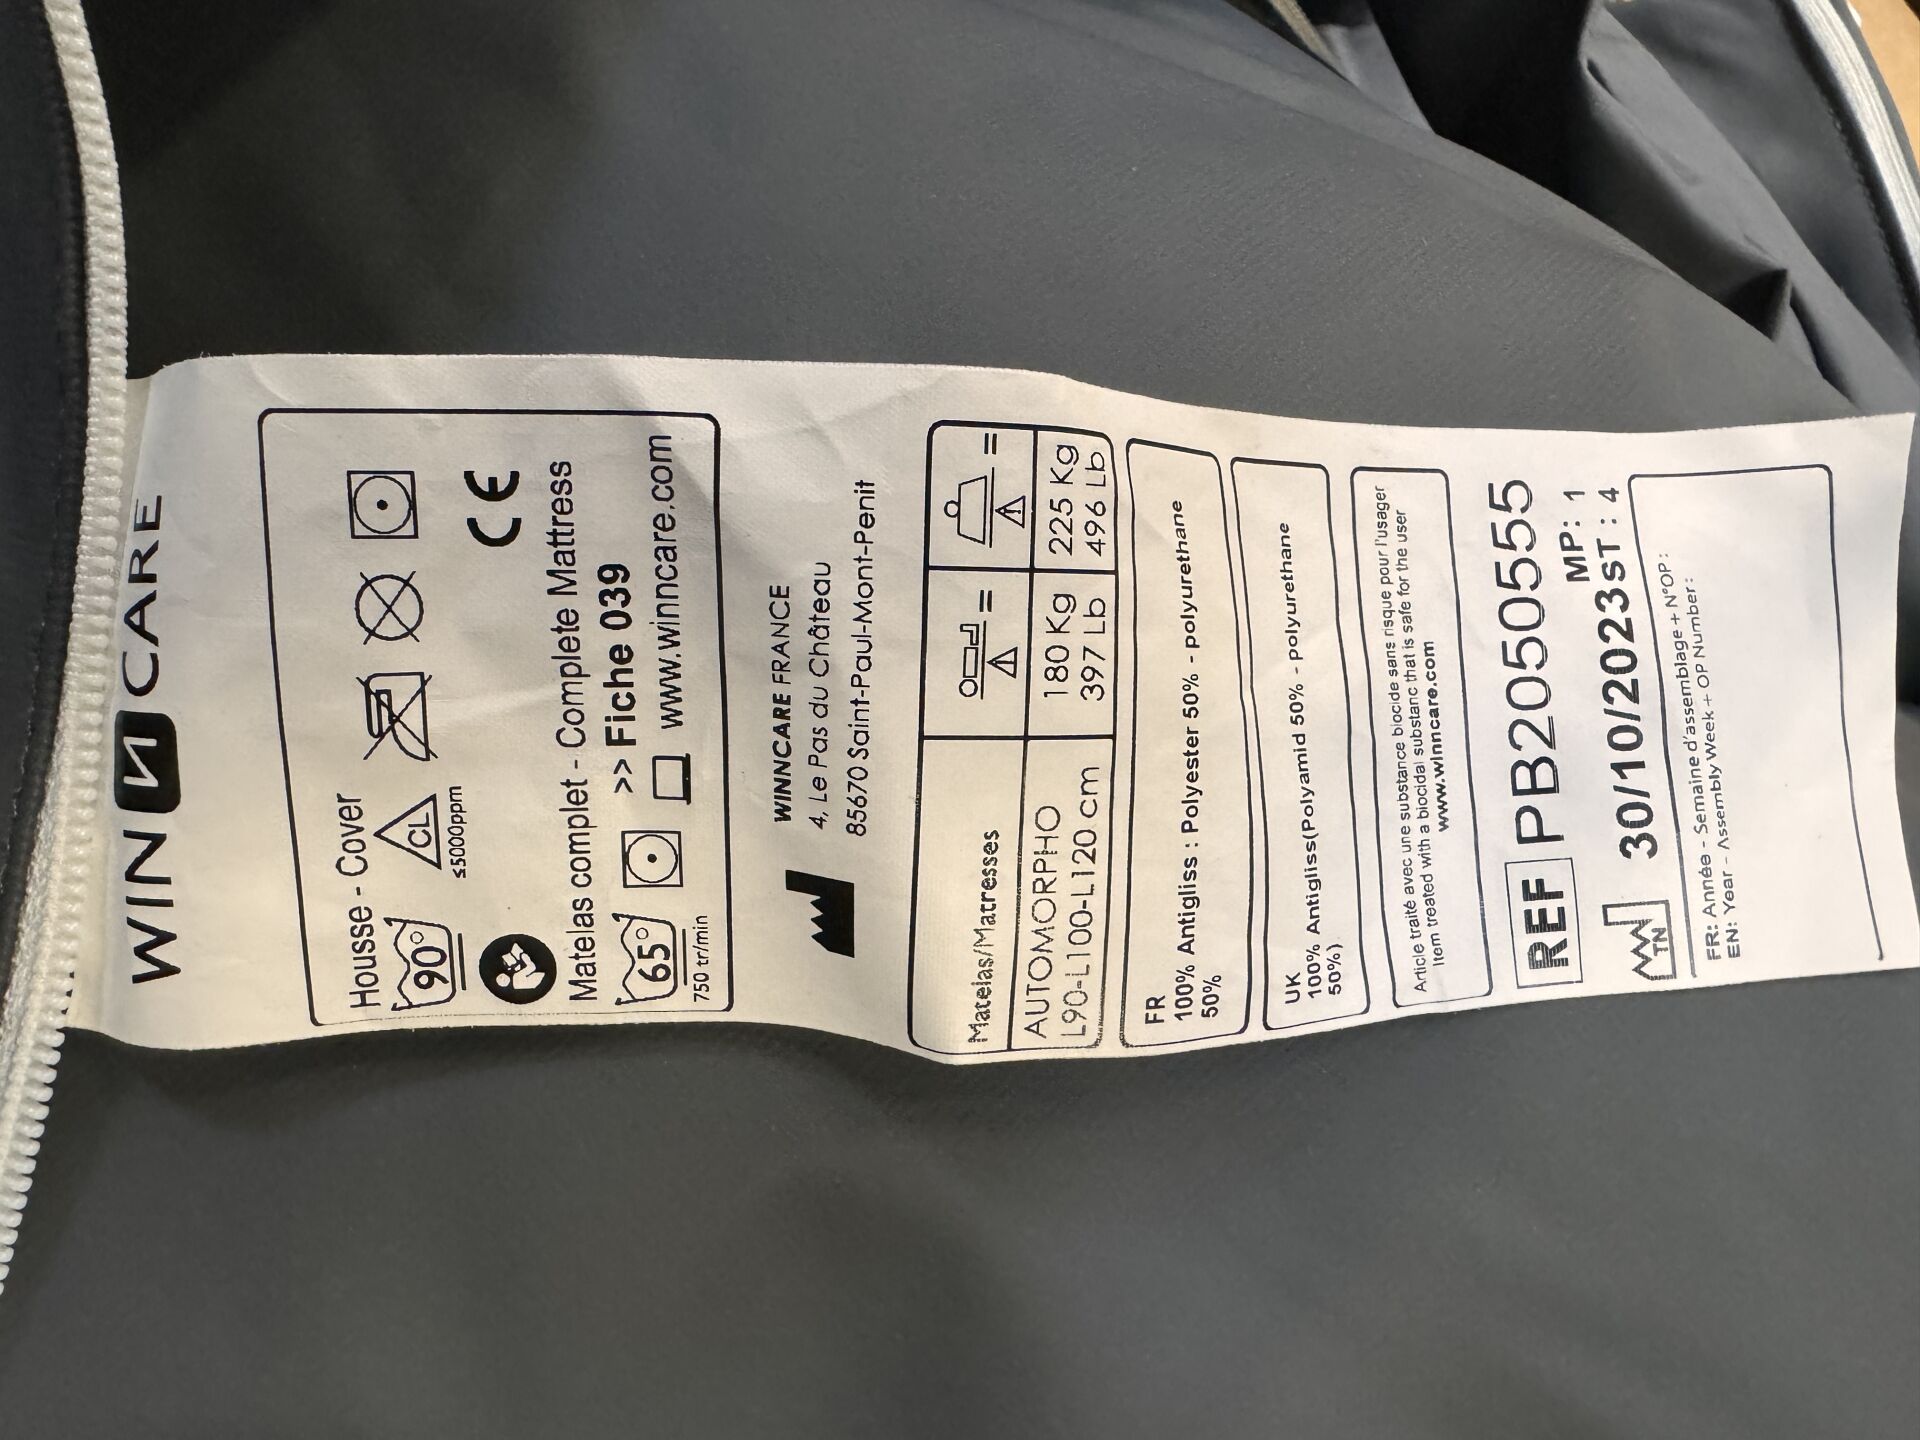 WINNCARE
Housse - Cover
90°
CL
≤5000ppm
CE
Matelas complet - Complete Mattress
65°
>> Fiche 039
www.winncare.com
750 tr/min
WINNCARE FRANCE
4, Le Pas du Château
85670 Saint-Paul-Mont-Penit
Matelas/Matresses = =
AUTOMORPHO 180 Kg 225 Kg
L90-L100-L120 cm 397 Lb 496 Lb
FR
100% Antigliss : Polyester 50% - polyurethane
50%
UK
100% Antigliss(Polyamid 50% - polyurethane
50%)
Article traité avec une substance biocide sans risque pour l'usager
Item treated with a biocidal substanc that is safe for the user
www.winncare.com
REF PB2050555
MP: 1
TN 30/10/2023 ST : 4
FR: Année - Semaine d'assemblage + N°OP:
EN: Year - Assembly Week + OP Number: